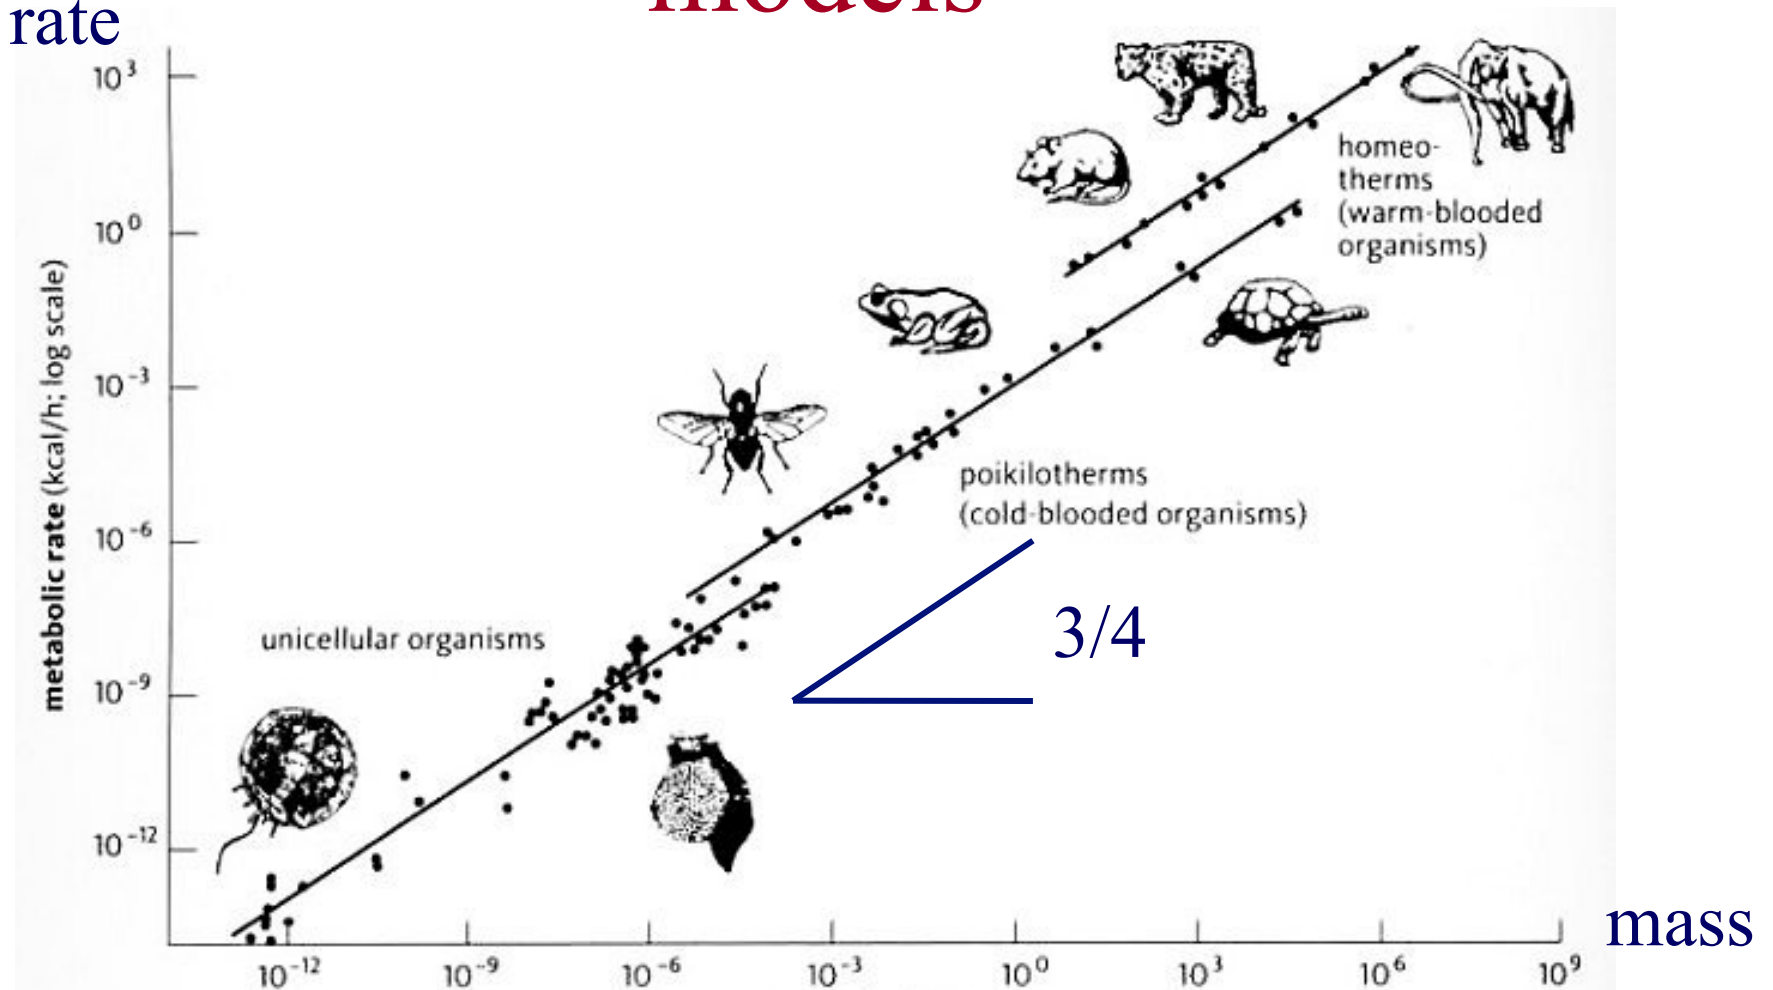 models
rate
10³
10⁰
10⁻³
10⁻⁶
10⁻⁹
10⁻¹²
metabolic rate (kcal/h; log scale)
homeo-
therms
(warm-blooded
organisms)
poikilotherms
(cold-blooded organisms)
3/4
unicellular organisms
mass
10⁻¹²
10⁻⁹
10⁻⁶
10⁻³
10⁰
10³
10⁶
10⁹